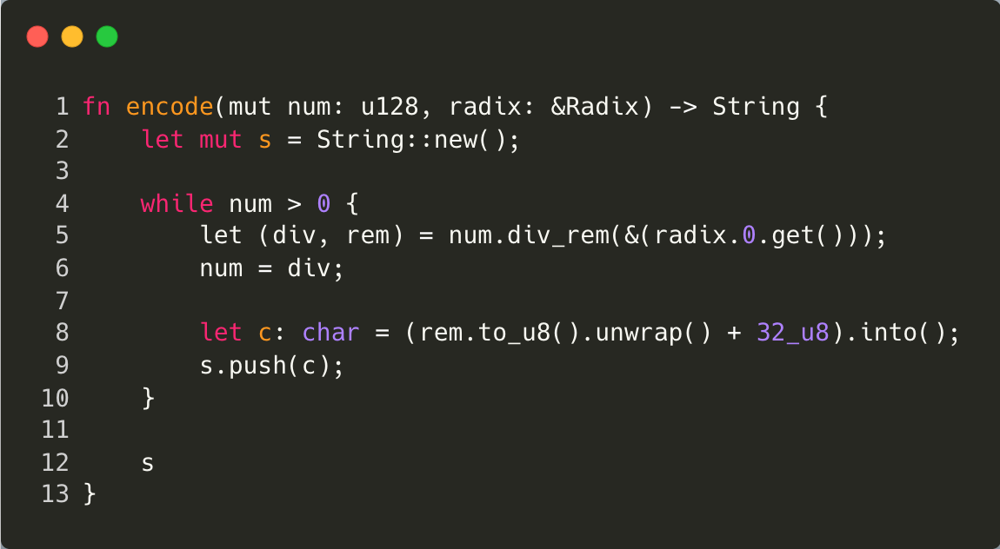 1 fn encode(mut num: u128, radix: &Radix) -> String {
2     let mut s = String::new();
3
4     while num > 0 {
5         let (div, rem) = num.div_rem(&(radix.0.get()));
6         num = div;
7
8         let c: char = (rem.to_u8().unwrap() + 32_u8).into();
9         s.push(c);
10     }
11
12     s
13 }